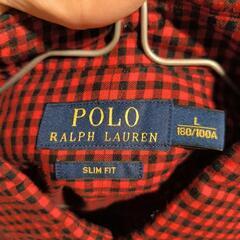 POLO
RALPH LAUREN
SLIM FIT
L
180/100A